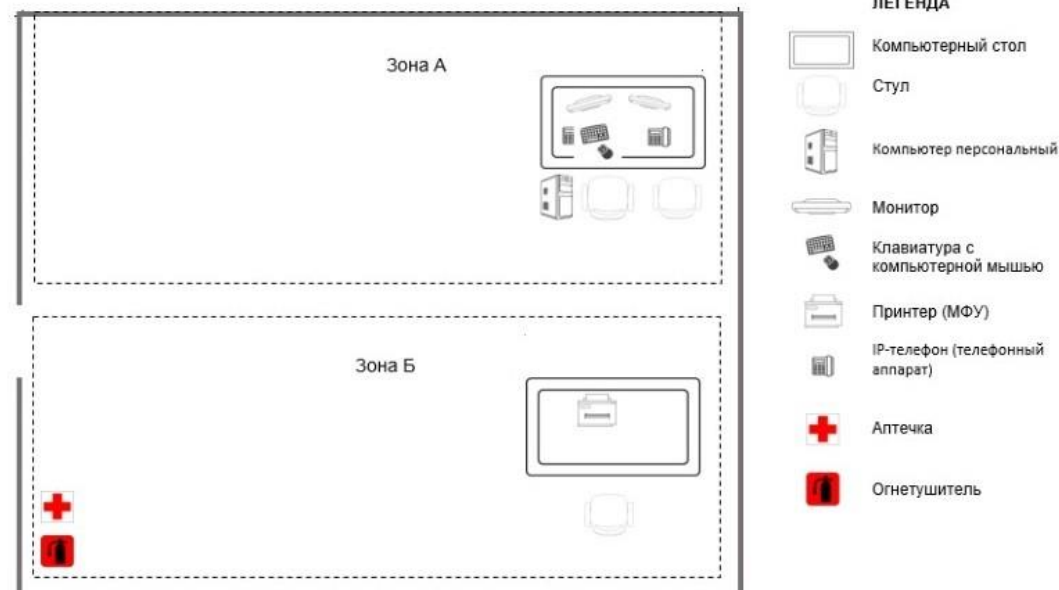 ЛЕГЕНДА
Зона А
Компьютерный стол
Стул
Компьютер персональный
Монитор
Клавиатура с
компьютерной мышью
Принтер (МФУ)
IP-телефон (телефонный
аппарат)
Зона Б
Аптечка
Огнетушитель